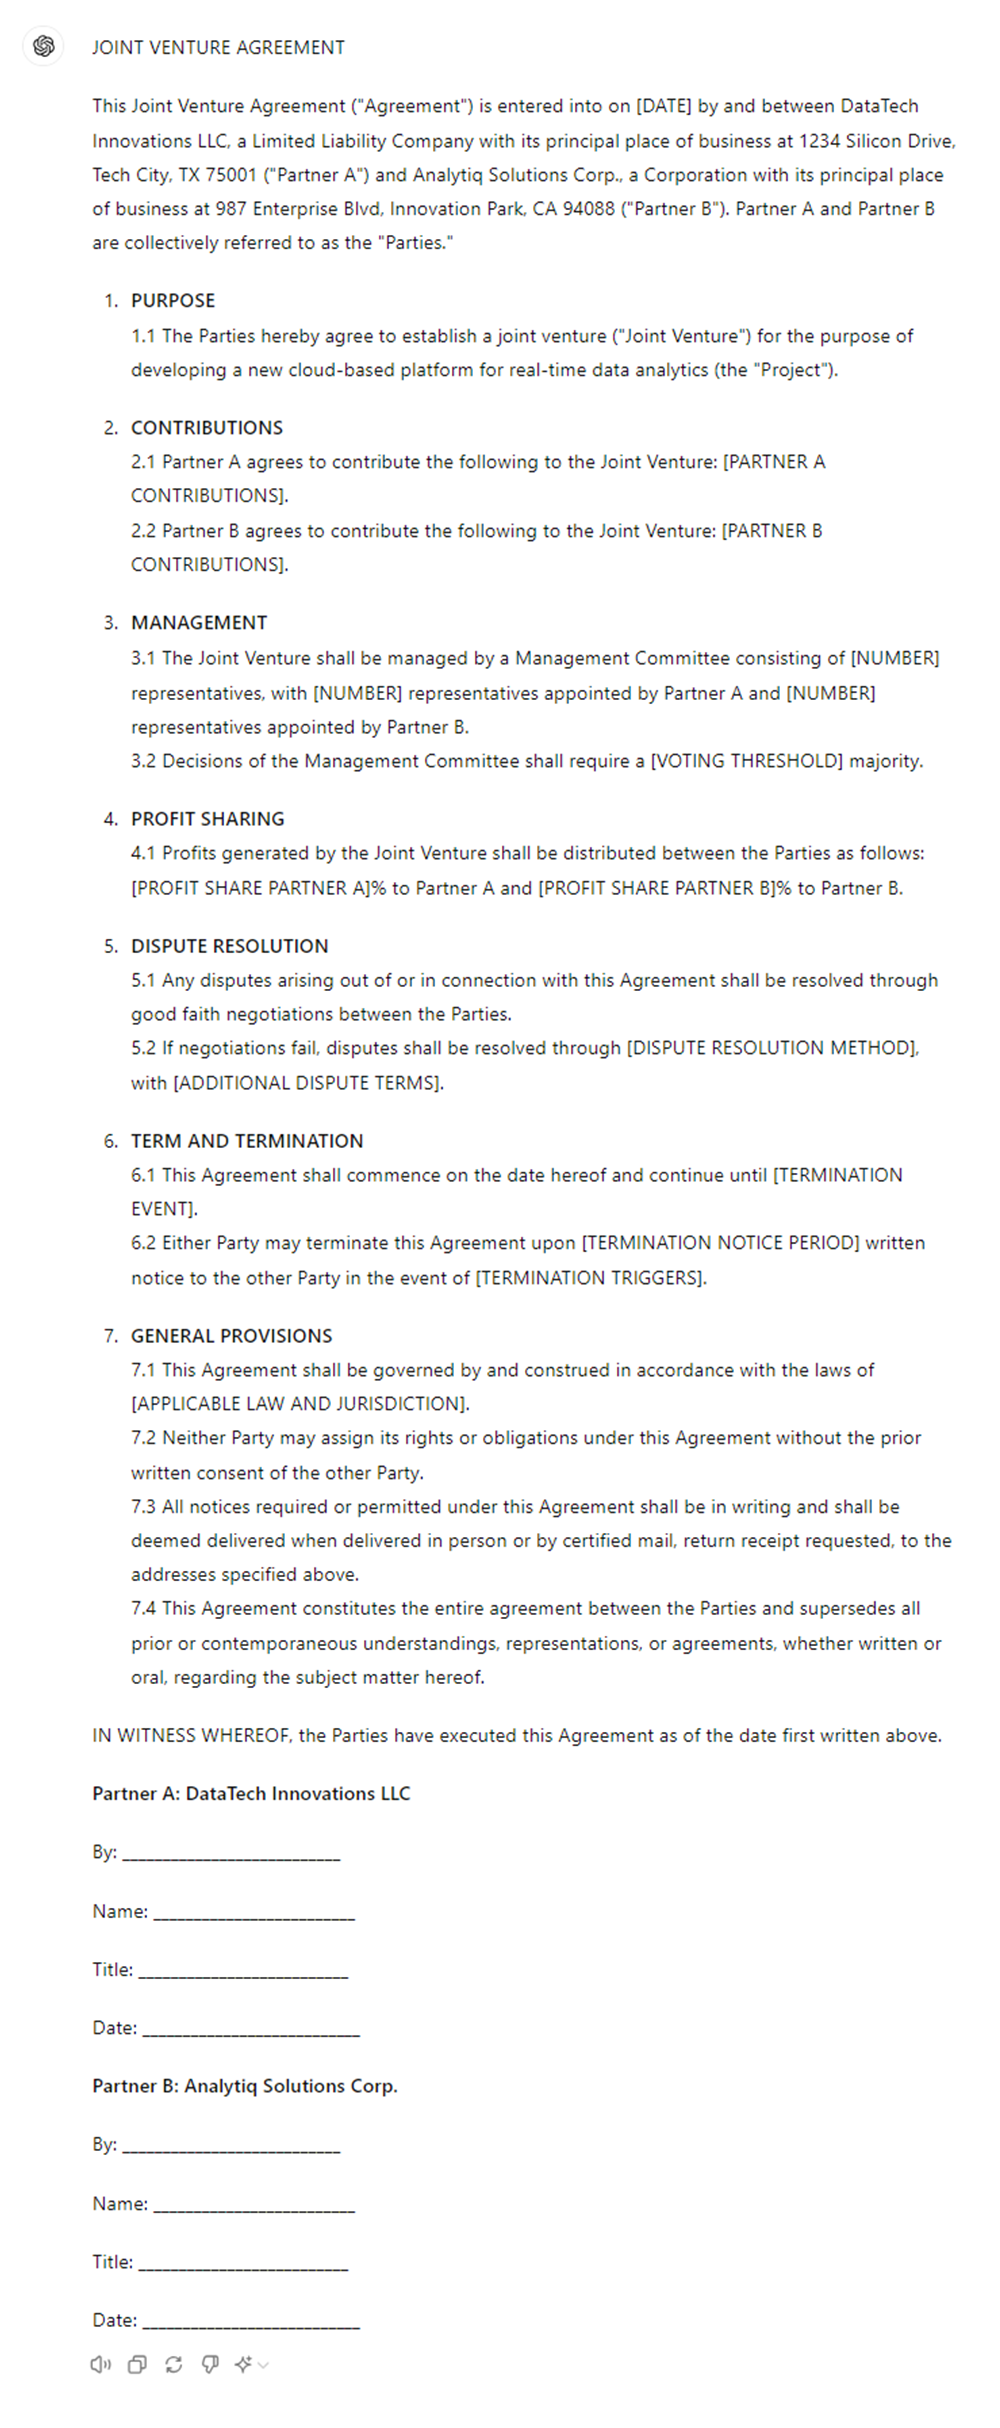 JOINT VENTURE AGREEMENT
This Joint Venture Agreement ("Agreement") is entered into on [DATE] by and between DataTech
Innovations LLC, a Limited Liability Company with its principal place of business at 1234 Silicon Drive,
Tech City, TX 75001 ("Partner A") and Analytiq Solutions Corp., a Corporation with its principal place
of business at 987 Enterprise Blvd, Innovation Park, CA 94088 ("Partner B"). Partner A and Partner B
are collectively referred to as the "Parties."
1. PURPOSE
1.1 The Parties hereby agree to establish a joint venture ("Joint Venture") for the purpose of
developing a new cloud-based platform for real-time data analytics (the "Project").
2. CONTRIBUTIONS
2.1 Partner A agrees to contribute the following to the Joint Venture: [PARTNER A
CONTRIBUTIONS].
2.2 Partner B agrees to contribute the following to the Joint Venture: [PARTNER B
CONTRIBUTIONS].
3. MANAGEMENT
3.1 The Joint Venture shall be managed by a Management Committee consisting of [NUMBER]
representatives, with [NUMBER] representatives appointed by Partner A and [NUMBER]
representatives appointed by Partner B.
3.2 Decisions of the Management Committee shall require a [VOTING THRESHOLD] majority.
4. PROFIT SHARING
4.1 Profits generated by the Joint Venture shall be distributed between the Parties as follows:
[PROFIT SHARE PARTNER A]% to Partner A and [PROFIT SHARE PARTNER B]% to Partner B.
5. DISPUTE RESOLUTION
5.1 Any disputes arising out of or in connection with this Agreement shall be resolved through
good faith negotiations between the Parties.
5.2 If negotiations fail, disputes shall be resolved through [DISPUTE RESOLUTION METHOD],
with [ADDITIONAL DISPUTE TERMS].
6. TERM AND TERMINATION
6.1 This Agreement shall commence on the date hereof and continue until [TERMINATION
EVENT].
6.2 Either Party may terminate this Agreement upon [TERMINATION NOTICE PERIOD] written
notice to the other Party in the event of [TERMINATION TRIGGERS].
7. GENERAL PROVISIONS
7.1 This Agreement shall be governed by and construed in accordance with the laws of
[APPLICABLE LAW AND JURISDICTION].
7.2 Neither Party may assign its rights or obligations under this Agreement without the prior
written consent of the other Party.
7.3 All notices required or permitted under this Agreement shall be in writing and shall be
deemed delivered when delivered in person or by certified mail, return receipt requested, to the
addresses specified above.
7.4 This Agreement constitutes the entire agreement between the Parties and supersedes all
prior or contemporaneous understandings, representations, or agreements, whether written or
oral, regarding the subject matter hereof.
IN WITNESS WHEREOF, the Parties have executed this Agreement as of the date first written above.
Partner A: DataTech Innovations LLC
By: ___________________________
Name: _________________________
Title: __________________________
Date: ___________________________
Partner B: Analytiq Solutions Corp.
By: ___________________________
Name: _________________________
Title: __________________________
Date: ___________________________